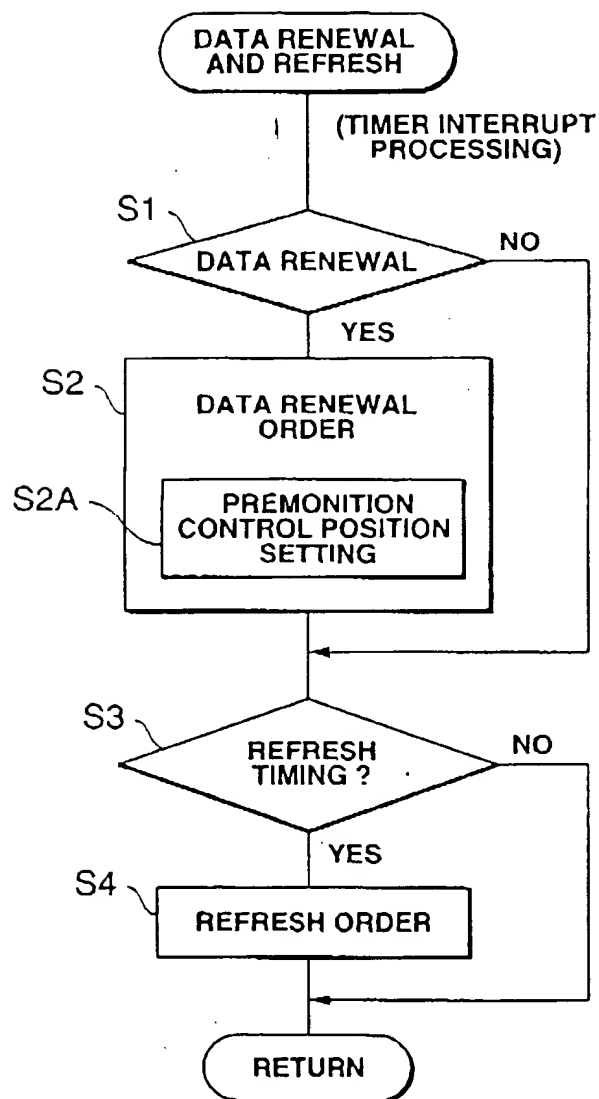 DATA RENEWAL
AND REFRESH
(TIMER INTERRUPT
PROCESSING)
S1
DATA RENEWAL
NO
YES
S2
DATA RENEWAL
ORDER
S2A
PREMONITION
CONTROL POSITION
SETTING
S3
REFRESH
TIMING ?
NO
YES
S4
REFRESH ORDER
RETURN